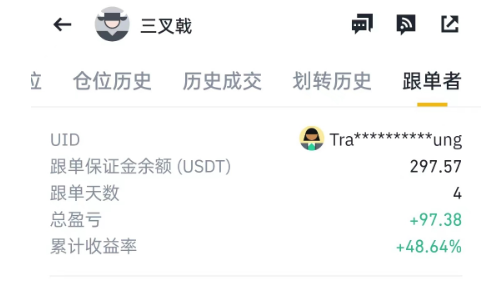 三叉戟
位 仓位历史 历史成交 划转历史 跟单者
UID Tra**********ung
跟单保证金余额 (USDT) 297.57
跟单天数 4
总盈亏 +97.38
累计收益率 +48.64%